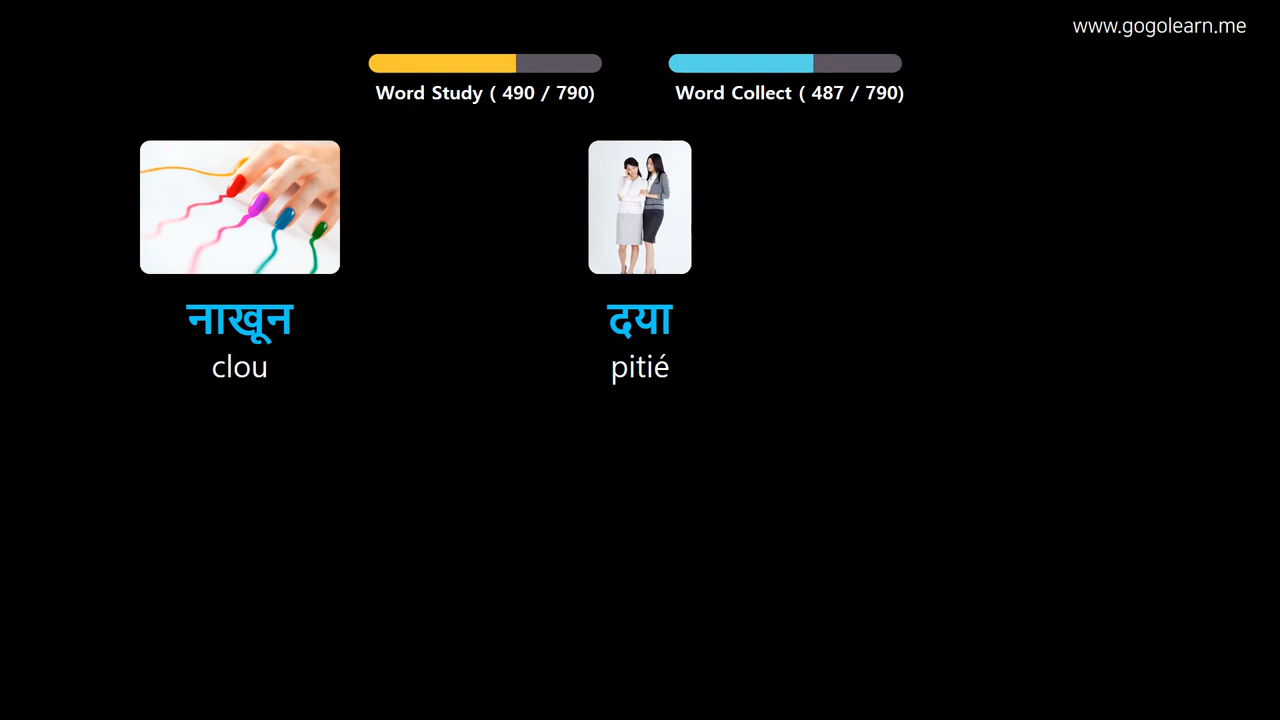 www.gogolearn.me
Word Study ( 490 / 790)
Word Collect ( 487 / 790)
नाखून
clou
दया
pitié